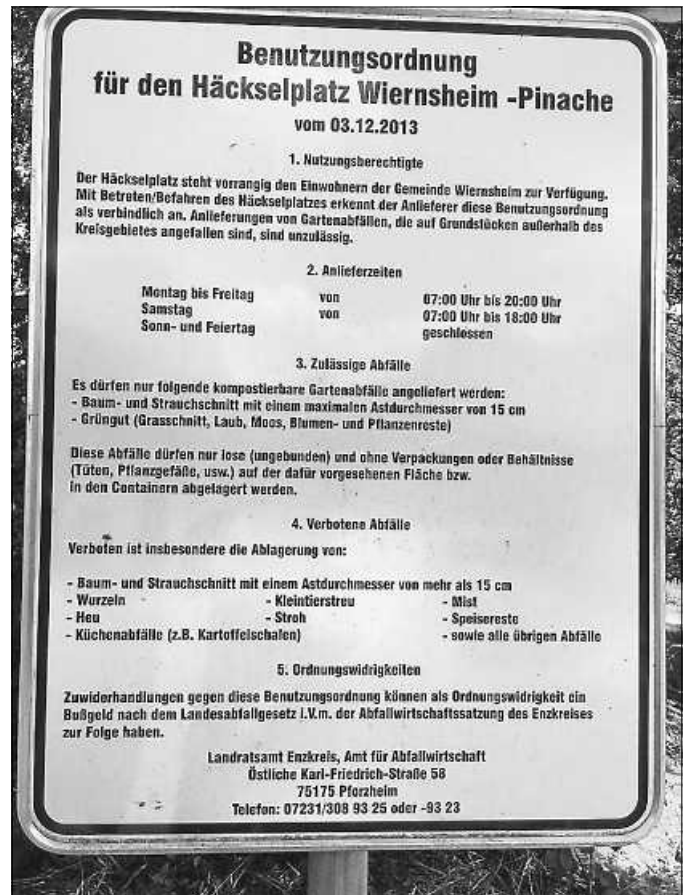 Benutzungsordnung
für den Häckselplatz Wiernsheim -Pinache
vom 03.12.2013
1. Nutzungsberechtigte
Der Häckselplatz steht vorrangig den Einwohnern der Gemeinde Wiernsheim zur Verfügung.
Mit Betreten/Befahren des Häckselplatzes erkennt der Anlieferer diese Benutzungsordnung
als verbindlich an. Anlieferungen von Gartenabfällen, die auf Grundstücken außerhalb des
Kreisgebietes angefallen sind, sind unzulässig.
2. Anlieferzeiten
Montag bis Freitag von 07:00 Uhr bis 20:00 Uhr
Samstag von 07:00 Uhr bis 18:00 Uhr
Sonn- und Feiertag geschlossen
3. Zulässige Abfälle
Es dürfen nur folgende kompostierbare Gartenabfälle angeliefert werden:
- Baum- und Strauchschnitt mit einem maximalen Astdurchmesser von 15 cm
- Grüngut (Grasschnitt, Laub, Moos, Blumen- und Pflanzenreste)
Diese Abfälle dürfen nur lose (ungebunden) und ohne Verpackungen oder Behältnisse
(Tüten, Pflanzgefäße, usw.) auf der dafür vorgesehenen Fläche bzw.
in den Containern abgelagert werden.
4. Verbotene Abfälle
Verboten ist insbesondere die Ablagerung von:
- Baum- und Strauchschnitt mit einem Astdurchmesser von mehr als 15 cm
- Wurzeln - Kleintierstreu - Mist
- Heu - Stroh - Speisereste
- Küchenabfälle (z.B. Kartoffelschalen) - sowie alle übrigen Abfälle
5. Ordnungswidrigkeiten
Zuwiderhandlungen gegen diese Benutzungsordnung können als Ordnungswidrigkeit ein
Bußgeld nach dem Landesabfallgesetz i.V.m. der Abfallwirtschaftssatzung des Enzkreises
zur Folge haben.
Landratsamt Enzkreis, Amt für Abfallwirtschaft
Östliche Karl-Friedrich-Straße 58
75175 Pforzheim
Telefon: 07231/308 93 25 oder -93 23